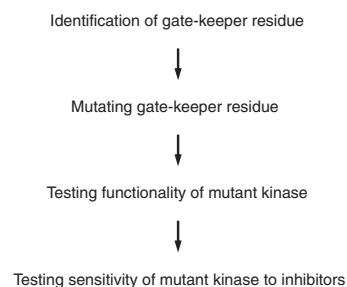 Identification of gate-keeper residue
Mutating gate-keeper residue
Testing functionality of mutant kinase
Testing sensitivity of mutant kinase to inhibitors